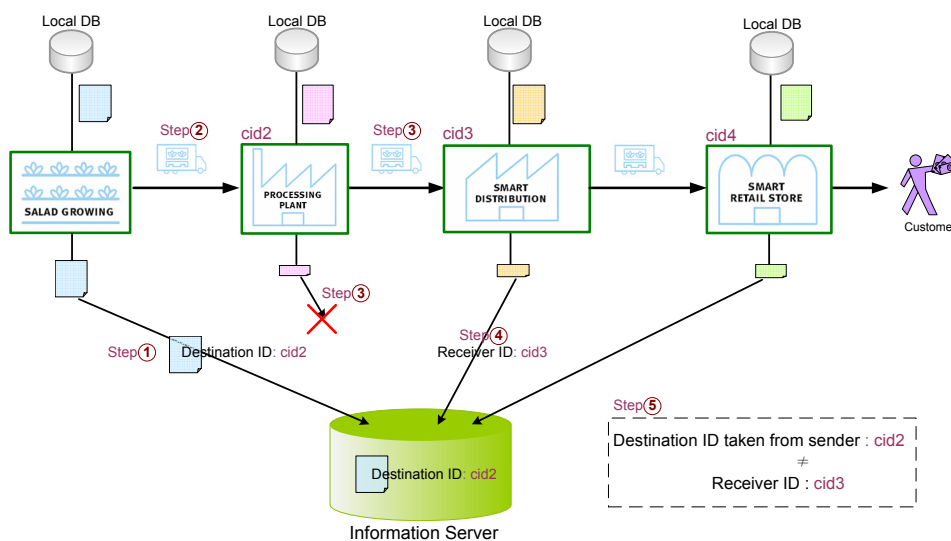 Local DB
Local DB
Local DB
Local DB
Step②
cid2
Step③
cid3
cid4
SALAD GROWING
PROCESSING
PLANT
SMART
DISTRIBUTION
SMART
RETAIL STORE
Custome
Step③
Step①
Destination ID: cid2
Step④
Receiver ID: cid3
Step⑤
Destination ID taken from sender : cid2
≠
Receiver ID : cid3
Destination ID: cid2
Information Server